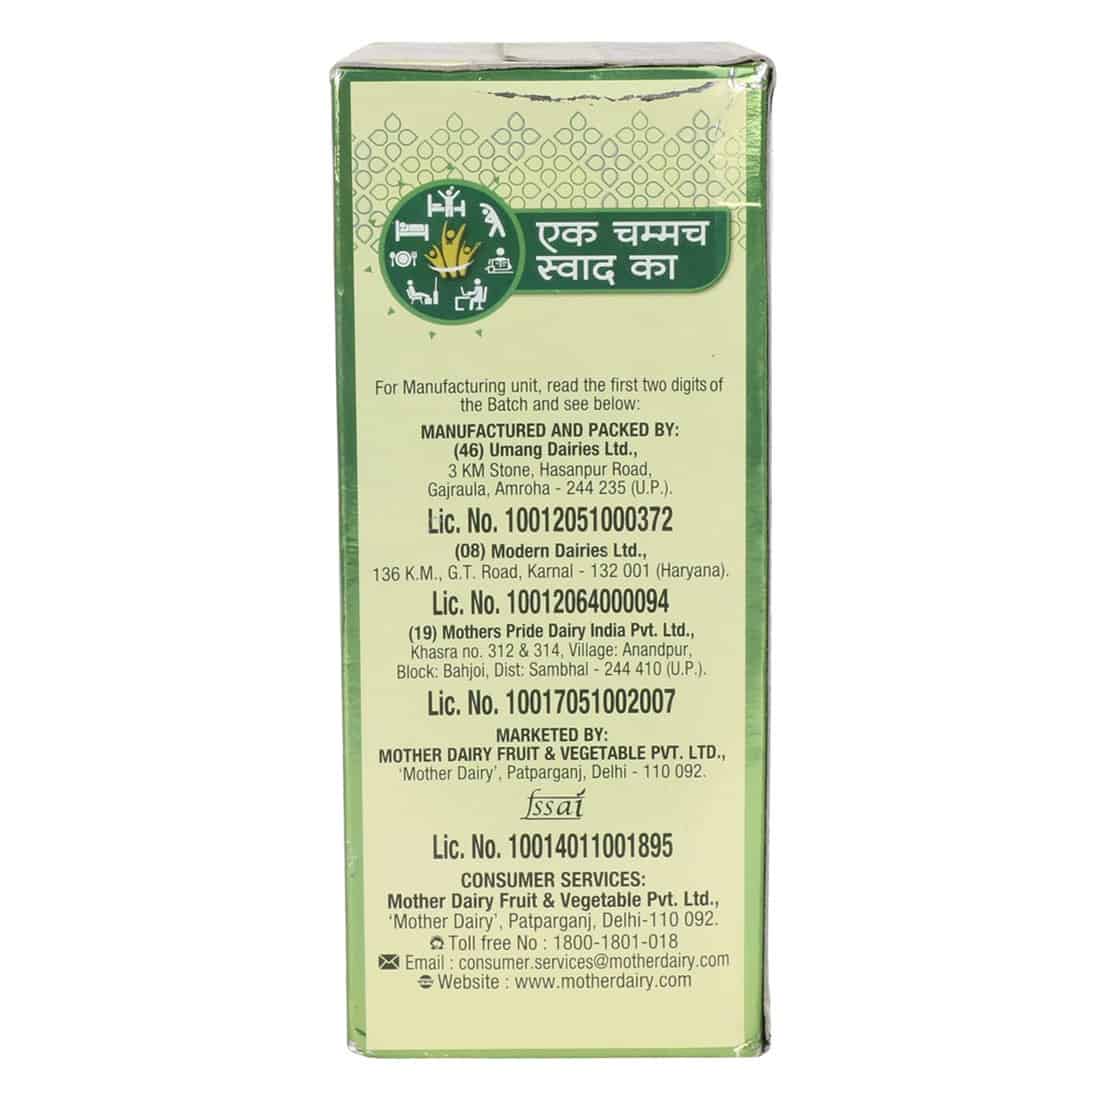 एक चम्मच
स्वाद का
For Manufacturing unit, read the first two digits of
the Batch and see below:
MANUFACTURED AND PACKED BY:
(46) Umang Dairies Ltd.,
3 KM Stone, Hasanpur Road,
Gajraula, Amroha - 244 235 (U.P.).
Lic. No. 10012051000372
(08) Modern Dairies Ltd.,
136 K.M., G.T. Road, Karnal - 132 001 (Haryana).
Lic. No. 10012064000094
(19) Mothers Pride Dairy India Pvt. Ltd.,
Khasra no. 312 & 314, Village: Anandpur,
Block: Bahjoi, Dist: Sambhal - 244 410 (U.P.).
Lic. No. 10017051002007
MARKETED BY:
MOTHER DAIRY FRUIT & VEGETABLE PVT. LTD.,
'Mother Dairy', Patparganj, Delhi - 110 092.
fssai
Lic. No. 10014011001895
CONSUMER SERVICES:
Mother Dairy Fruit & Vegetable Pvt. Ltd.,
'Mother Dairy', Patparganj, Delhi-110 092.
Toll free No : 1800-1801-018
Email : consumer.services@motherdairy.com
Website : www.motherdairy.com